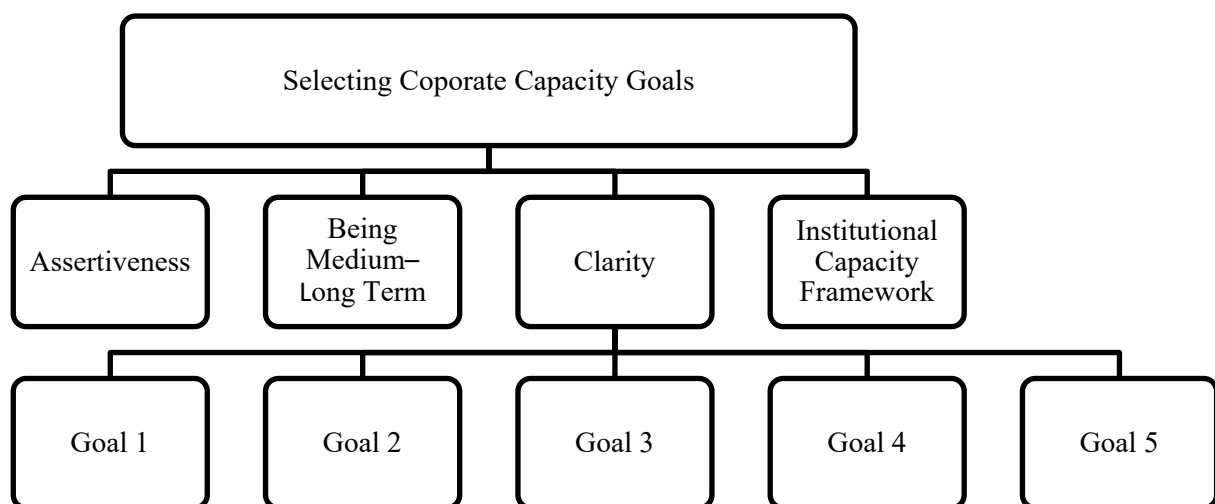 Selecting Coporate Capacity Goals
Assertiveness
Being
Medium–
Long Term
Clarity
Institutional
Capacity
Framework
Goal 1
Goal 2
Goal 3
Goal 4
Goal 5